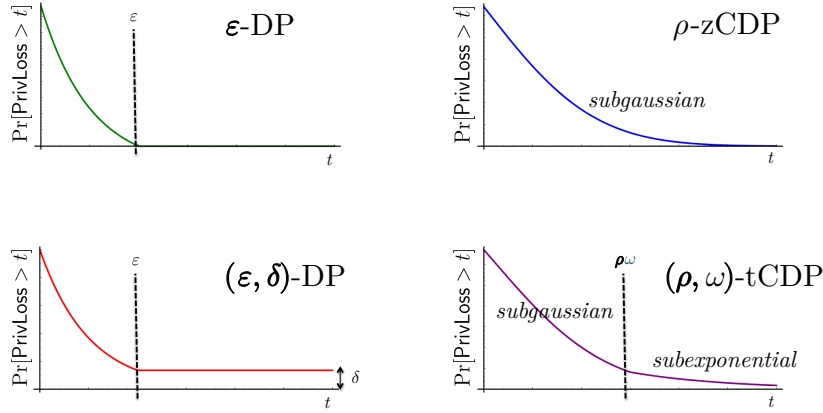 ε
ε-DP
Pr[PrivLoss > t]
t
ρ-zCDP
subgaussian
Pr[PrivLoss > t]
t
ε
(ε, δ)-DP
Pr[PrivLoss > t]
δ
t
ρω
(ρ, ω)-tCDP
subgaussian
subexponential
Pr[PrivLoss > t]
t